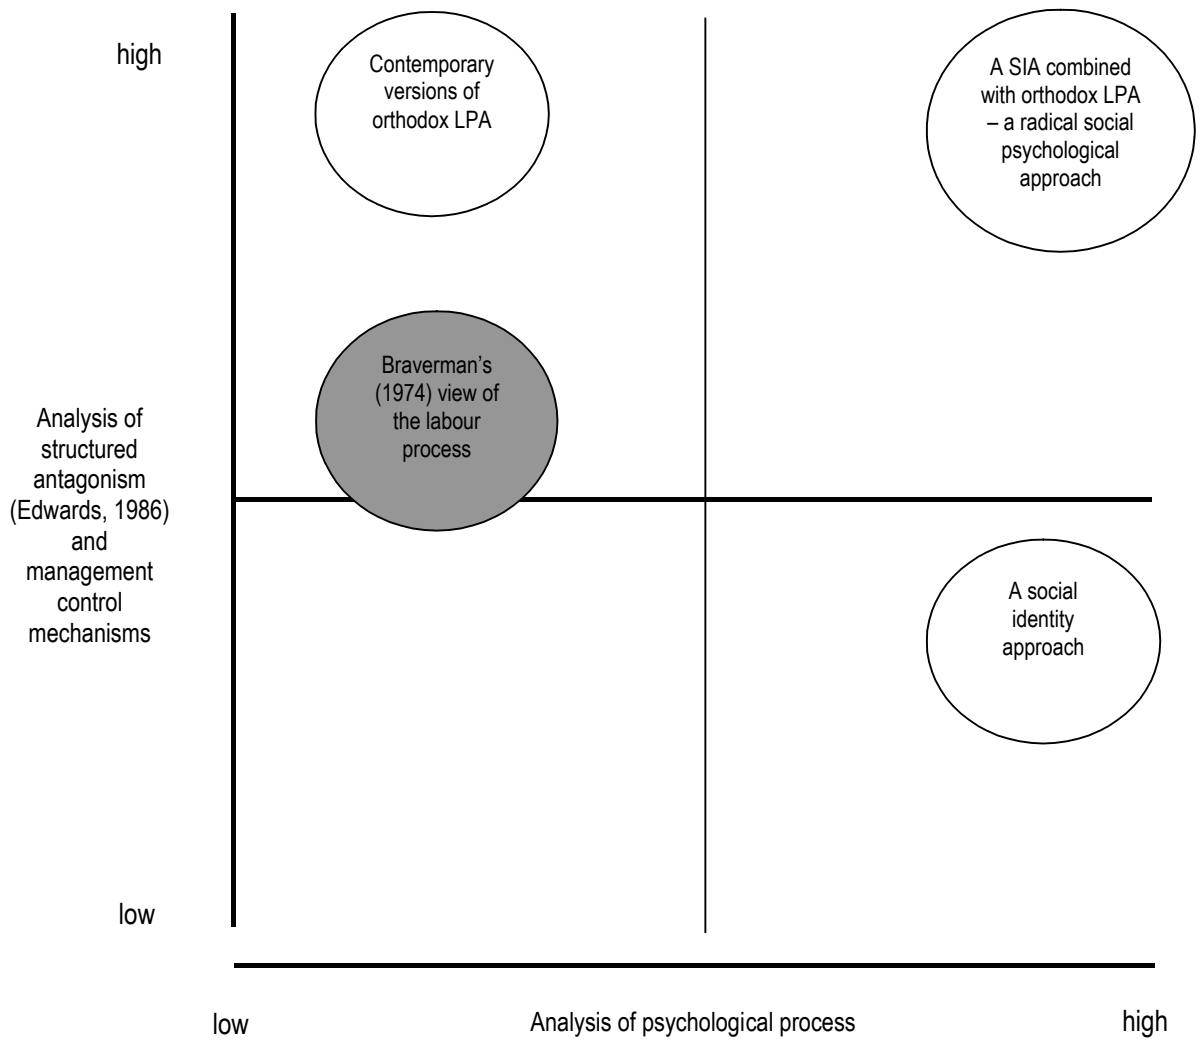 high
Contemporary
versions of
orthodox LPA
A SIA combined
with orthodox LPA
– a radical social
psychological
approach
Braverman’s
(1974) view of
the labour
process
Analysis of
structured
antagonism
(Edwards, 1986)
and
management
control
mechanisms
A social
identity
approach
low
low
Analysis of psychological process
high